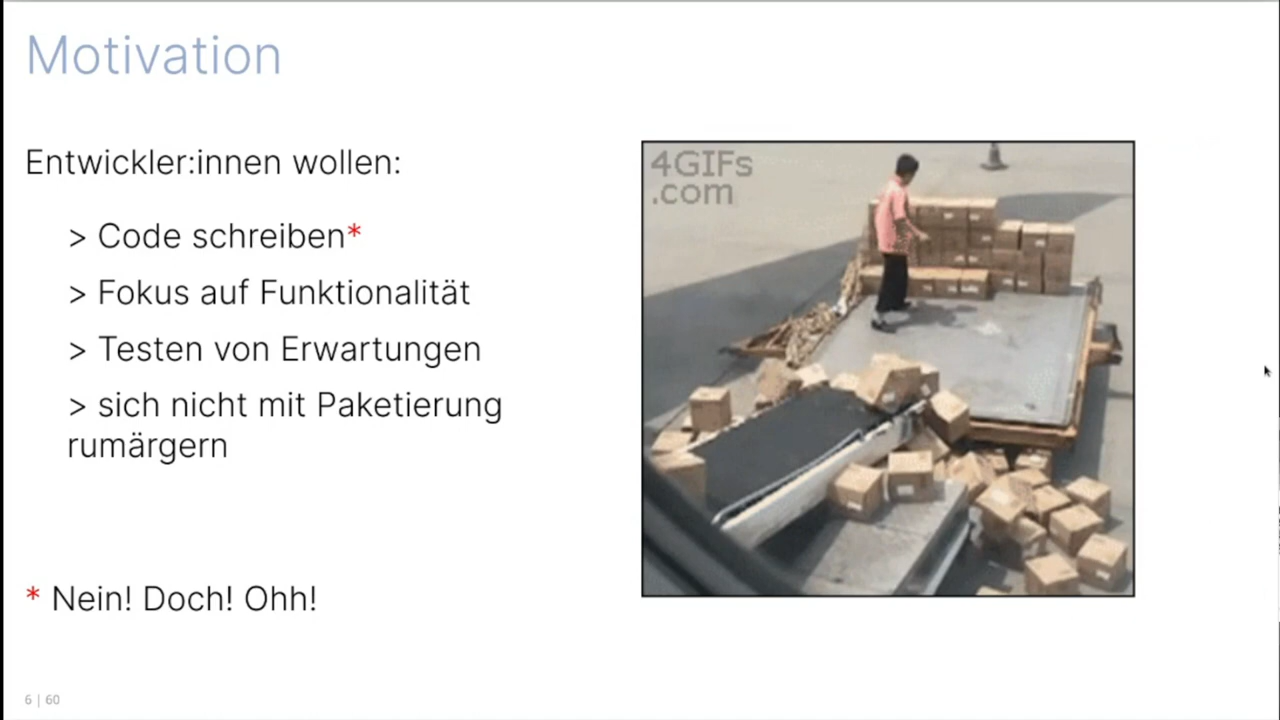 Motivation
Entwickler:innen wollen:
> Code schreiben*
> Fokus auf Funktionalität
> Testen von Erwartungen
> sich nicht mit Paketierung
rumärgern
* Nein! Doch! Ohh!
4GIFs
.com
6 | 60